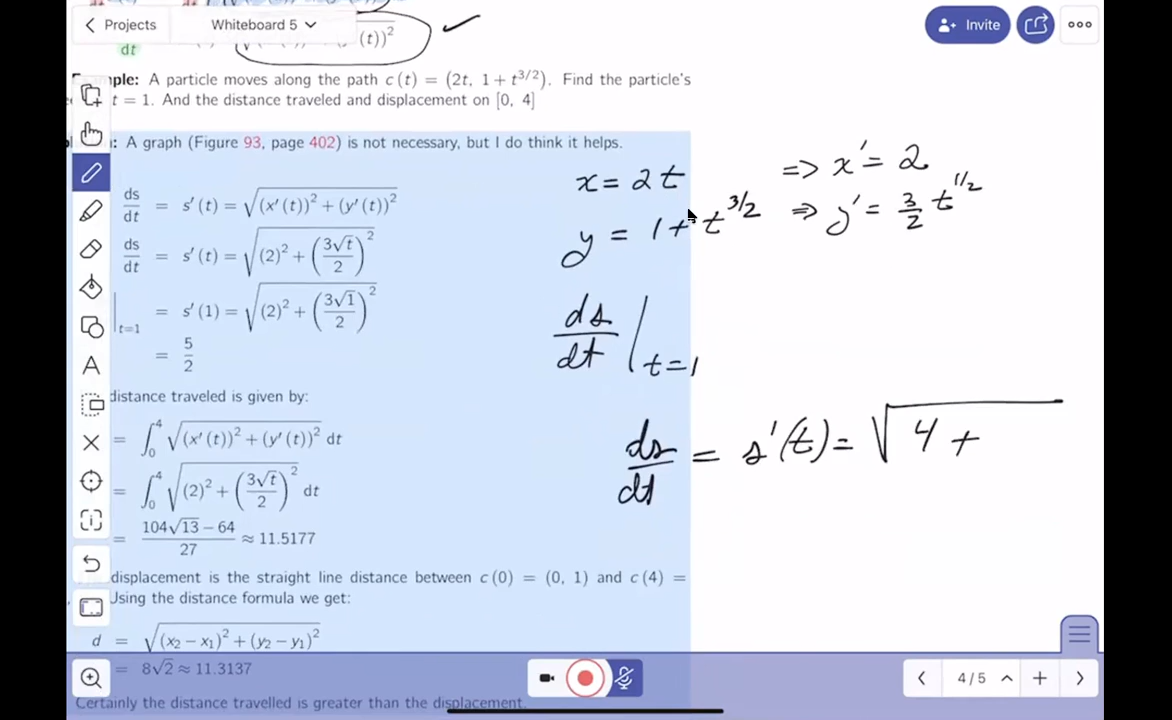 Projects
Whiteboard 5
Invite
dt
(t))²
mple: A particle moves along the path c(t) = (2t, 1 + t^{3/2}). Find the particle's
t = 1. And the distance traveled and displacement on [0, 4]
: A graph (Figure 93, page 402) is not necessary, but I do think it helps.
ds/dt = s′(t) = √((x′(t))² + (y′(t))²)
ds/dt = s′(t) = √((2)² + (3√t/2)²)
|t=1 = s′(1) = √((2)² + (3√1/2)²)
= 5/2
distance traveled is given by:
= ∫₀⁴ √((x′(t))² + (y′(t))²) dt
= ∫₀⁴ √((2)² + (3√t/2)²) dt
= (104√13 − 64)/27 ≈ 11.5177
displacement is the straight line distance between c(0) = (0, 1) and c(4) =
Using the distance formula we get:
d = √((x₂ − x₁)² + (y₂ − y₁)²)
= 8√2 ≈ 11.3137
Certainly the distance travelled is greater than the displacement.
x = 2t => x′ = 2
y = 1 + t^{3/2} => y′ = 3/2 t^{1/2}
ds/dt |t=1
ds/dt = s′(t) = √4 +
A
4/5